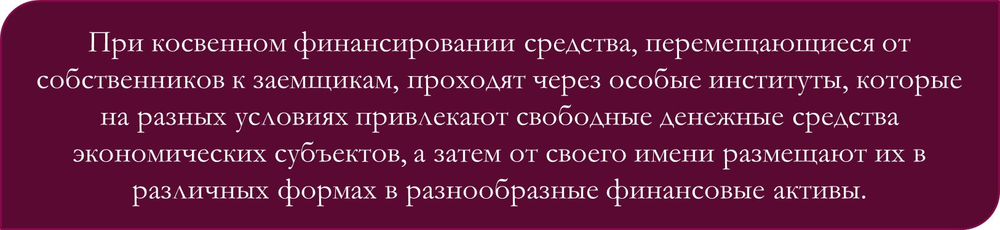 При косвенном финансировании средства, перемещающиеся от
собственников к заемщикам, проходят через особые институты, которые
на разных условиях привлекают свободные денежные средства
экономических субъектов, а затем от своего имени размещают их в
различных формах в разнообразные финансовые активы.